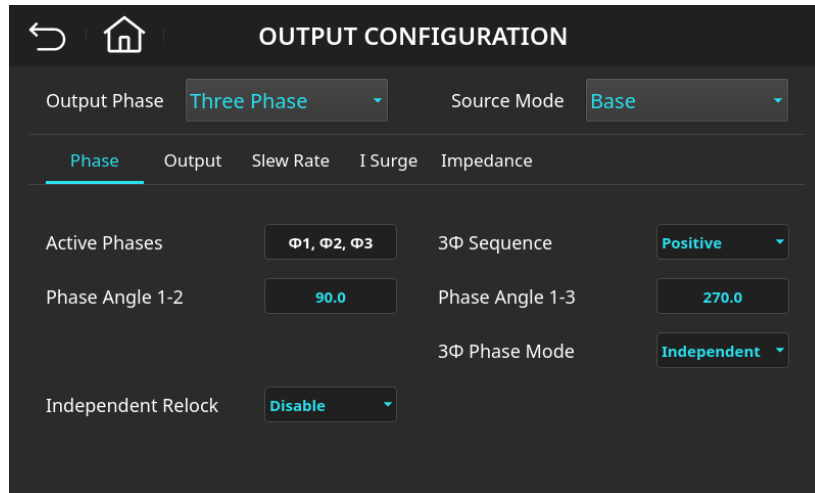 OUTPUT CONFIGURATION
Output Phase Three Phase Source Mode Base
Phase Output Slew Rate I Surge Impedance
Active Phases Φ1, Φ2, Φ3 3Φ Sequence Positive
Phase Angle 1-2 90.0 Phase Angle 1-3 270.0
3Φ Phase Mode Independent
Independent Relock Disable